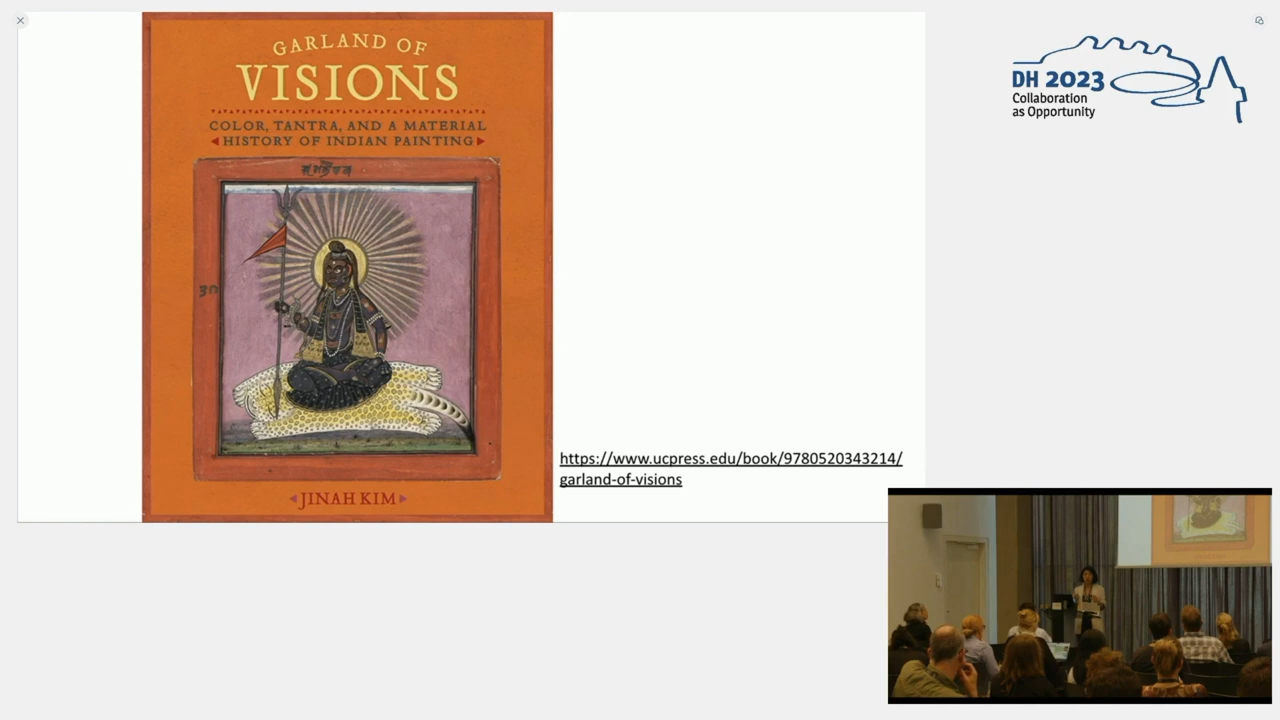 GARLAND OF
VISIONS
COLOR, TANTRA, AND A MATERIAL
HISTORY OF INDIAN PAINTING
JINAH KIM
https://www.ucpress.edu/book/9780520343214/
garland-of-visions
DH 2023
Collaboration
as Opportunity